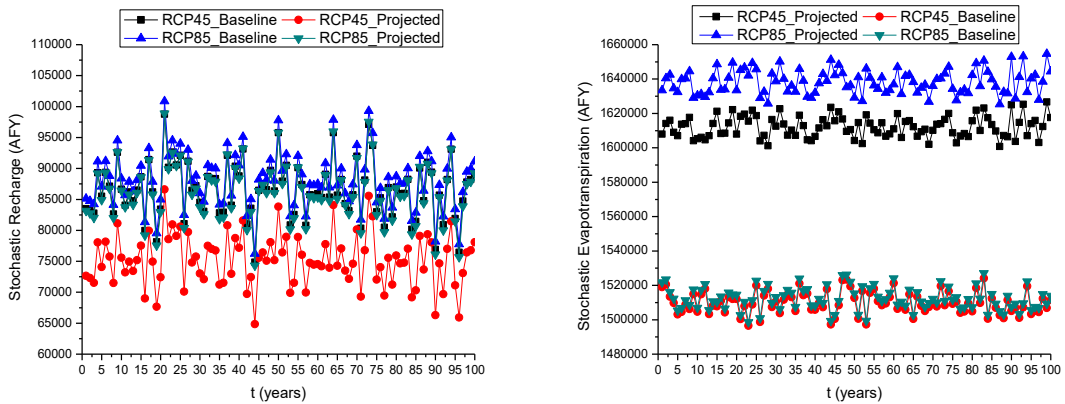 RCP45_Baseline RCP45_Projected
RCP85_Baseline RCP85_Projected
110000
105000
100000
95000
90000
85000
80000
75000
70000
65000
60000
Stochastic Recharge (AFY)
0 5 10 15 20 25 30 35 40 45 50 55 60 65 70 75 80 85 90 95 100
t (years)
RCP45_Projected RCP45_Baseline
RCP85_Projected RCP85_Baseline
1660000
1640000
1620000
1600000
1580000
1560000
1540000
1520000
1500000
1480000
Stochastic Evapotranspiration (AFY)
0 5 10 15 20 25 30 35 40 45 50 55 60 65 70 75 80 85 90 95 100
t (years)